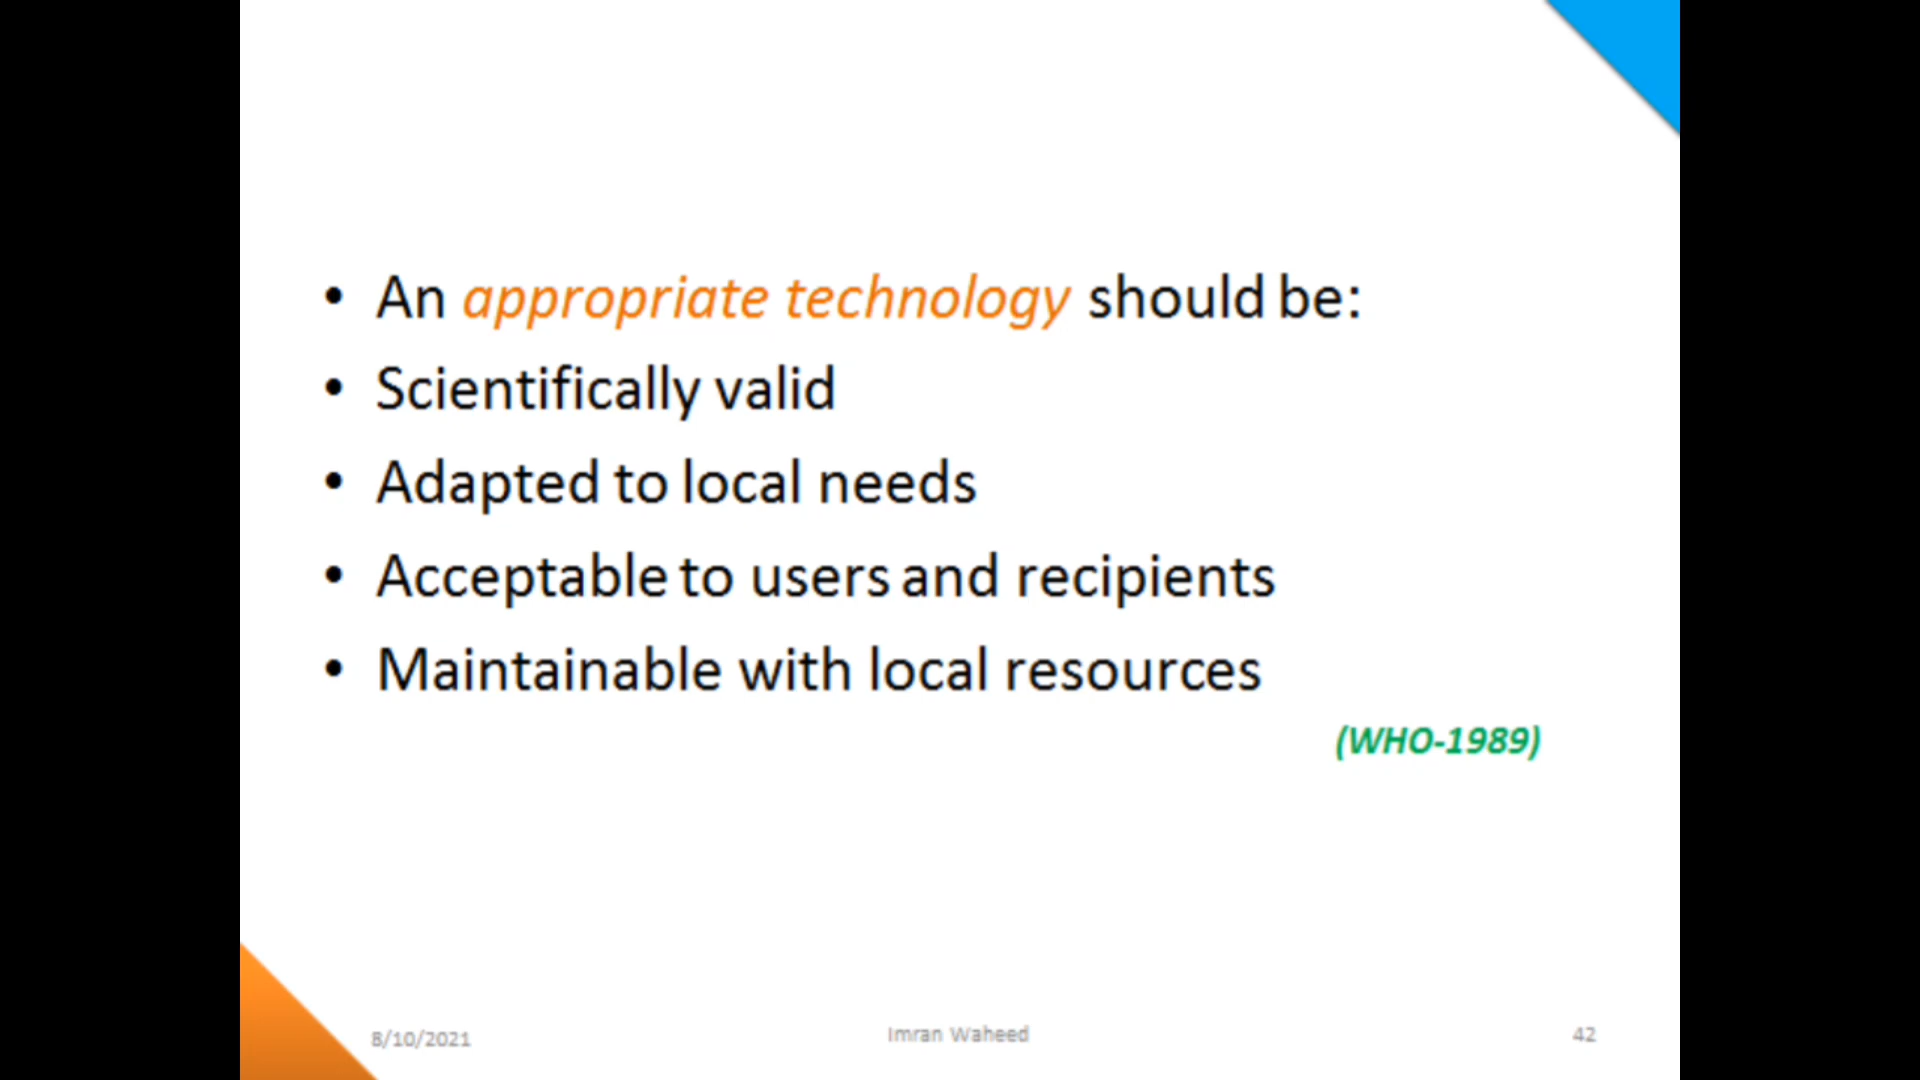 • An appropriate technology should be:
• Scientifically valid
• Adapted to local needs
• Acceptable to users and recipients
• Maintainable with local resources
(WHO-1989)
8/10/2021
Imran Waheed
42